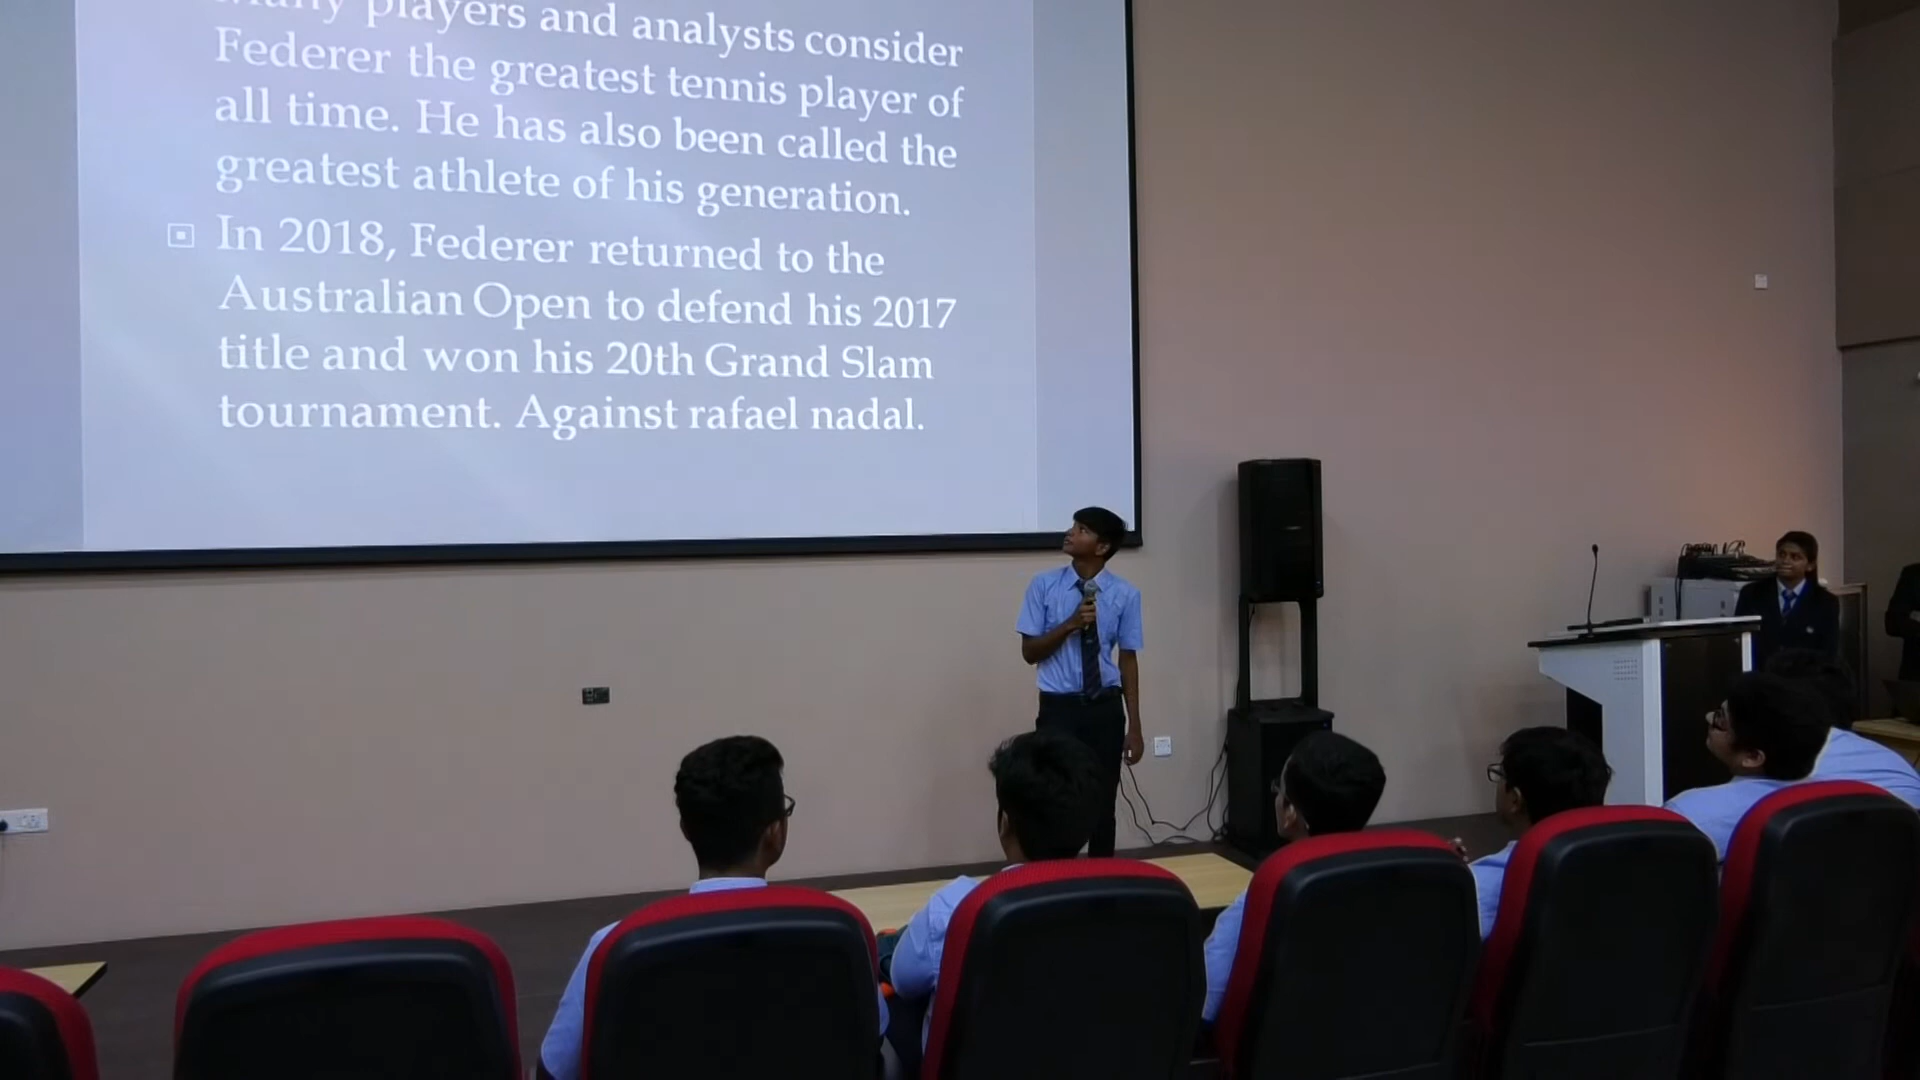 Many players and analysts consider
Federer the greatest tennis player of
all time. He has also been called the
greatest athlete of his generation.
In 2018, Federer returned to the
Australian Open to defend his 2017
title and won his 20th Grand Slam
tournament. Against rafael nadal.